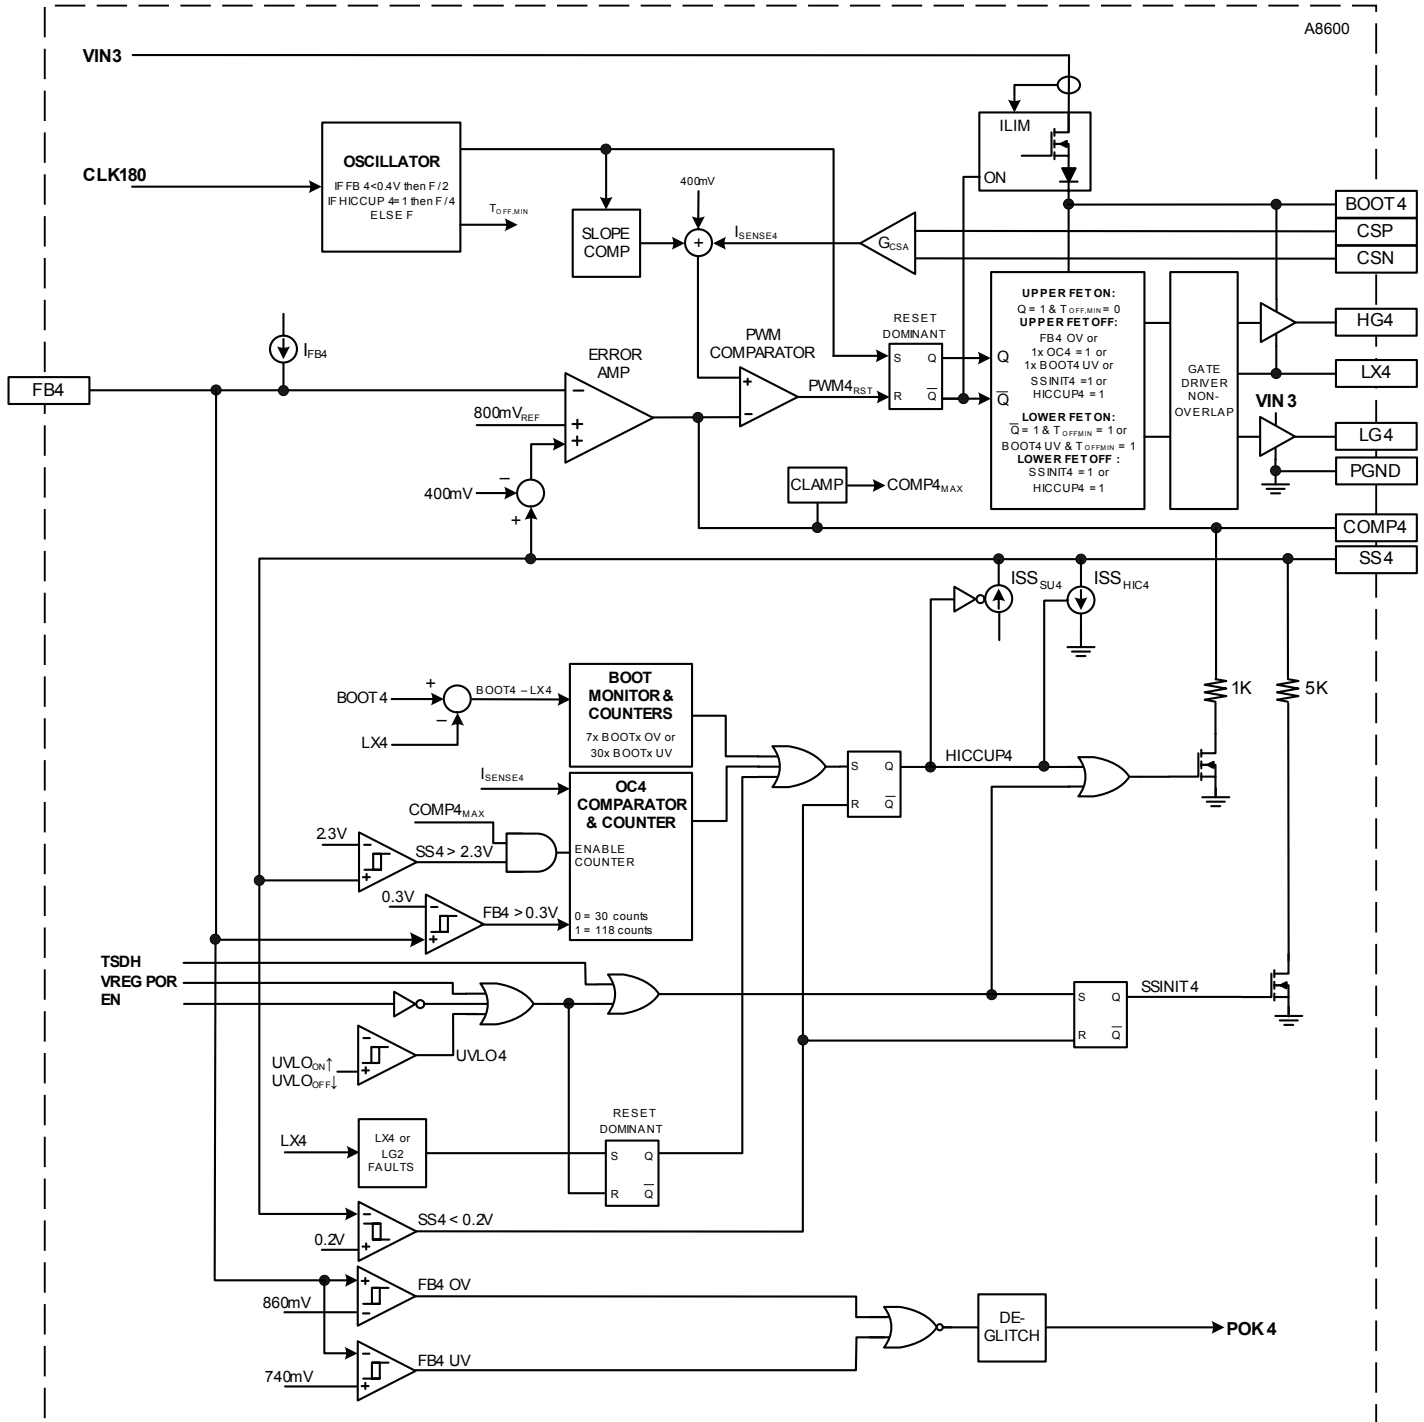 A8600
VIN3
ILIM
ON
CLK180
OSCILLATOR
IF FB 4<0.4V then F/2
IF HICCUP 4=1 then F/4
ELSE F
TOFF,MIN
400mV
SLOPE
COMP
+
ISENSE4
GCSA
BOOT4
CSP
CSN
HG4
LX4
LG4
PGND
COMP4
SS4
FB4
IFB4
ERROR
AMP
−
800mVREF
+
+
400mV
−
+
PWM
COMPARATOR
+
−
PWM4RST
RESET
DOMINANT
S Q
R Q̅
Q
Q̅
UPPER FET ON:
Q = 1 & TOFF,MIN = 0
UPPER FET OFF:
FB4 OV or
1x OC4 = 1 or
1x BOOT4 UV or
SSINIT4 =1 or
HICCUP4 = 1
LOWER FET ON:
Q̅ = 1 & TOFFMIN = 1 or
BOOT4 UV & TOFFMIN = 1
LOWER FET OFF :
SSINIT4 = 1 or
HICCUP4 = 1
GATE
DRIVER
NON-
OVERLAP
VIN 3
CLAMP
COMP4MAX
ISSSU4
ISSHIC4
1K
5K
BOOT4
+
−
LX4
BOOT4 – LX4
BOOT
MONITOR &
COUNTERS
7x BOOTx OV or
30x BOOTx UV
ISENSE4
OC4
COMPARATOR
& COUNTER
ENABLE
COUNTER
0 = 30 counts
1 = 118 counts
COMP4MAX
2.3V
−
+
SS4 > 2.3V
0.3V
−
+
FB4 > 0.3V
S Q
R Q̅
HICCUP4
TSDH
VREG POR
EN
UVLOON↑
UVLOOFF↓
+
UVLO4
S Q
R Q̅
SSINIT4
LX4
LX4 or
LG2
FAULTS
RESET
DOMINANT
S Q
R Q̅
−
0.2V
+
SS4 < 0.2V
+
860mV
−
FB4 OV
−
740mV
+
FB4 UV
DE-
GLITCH
POK 4